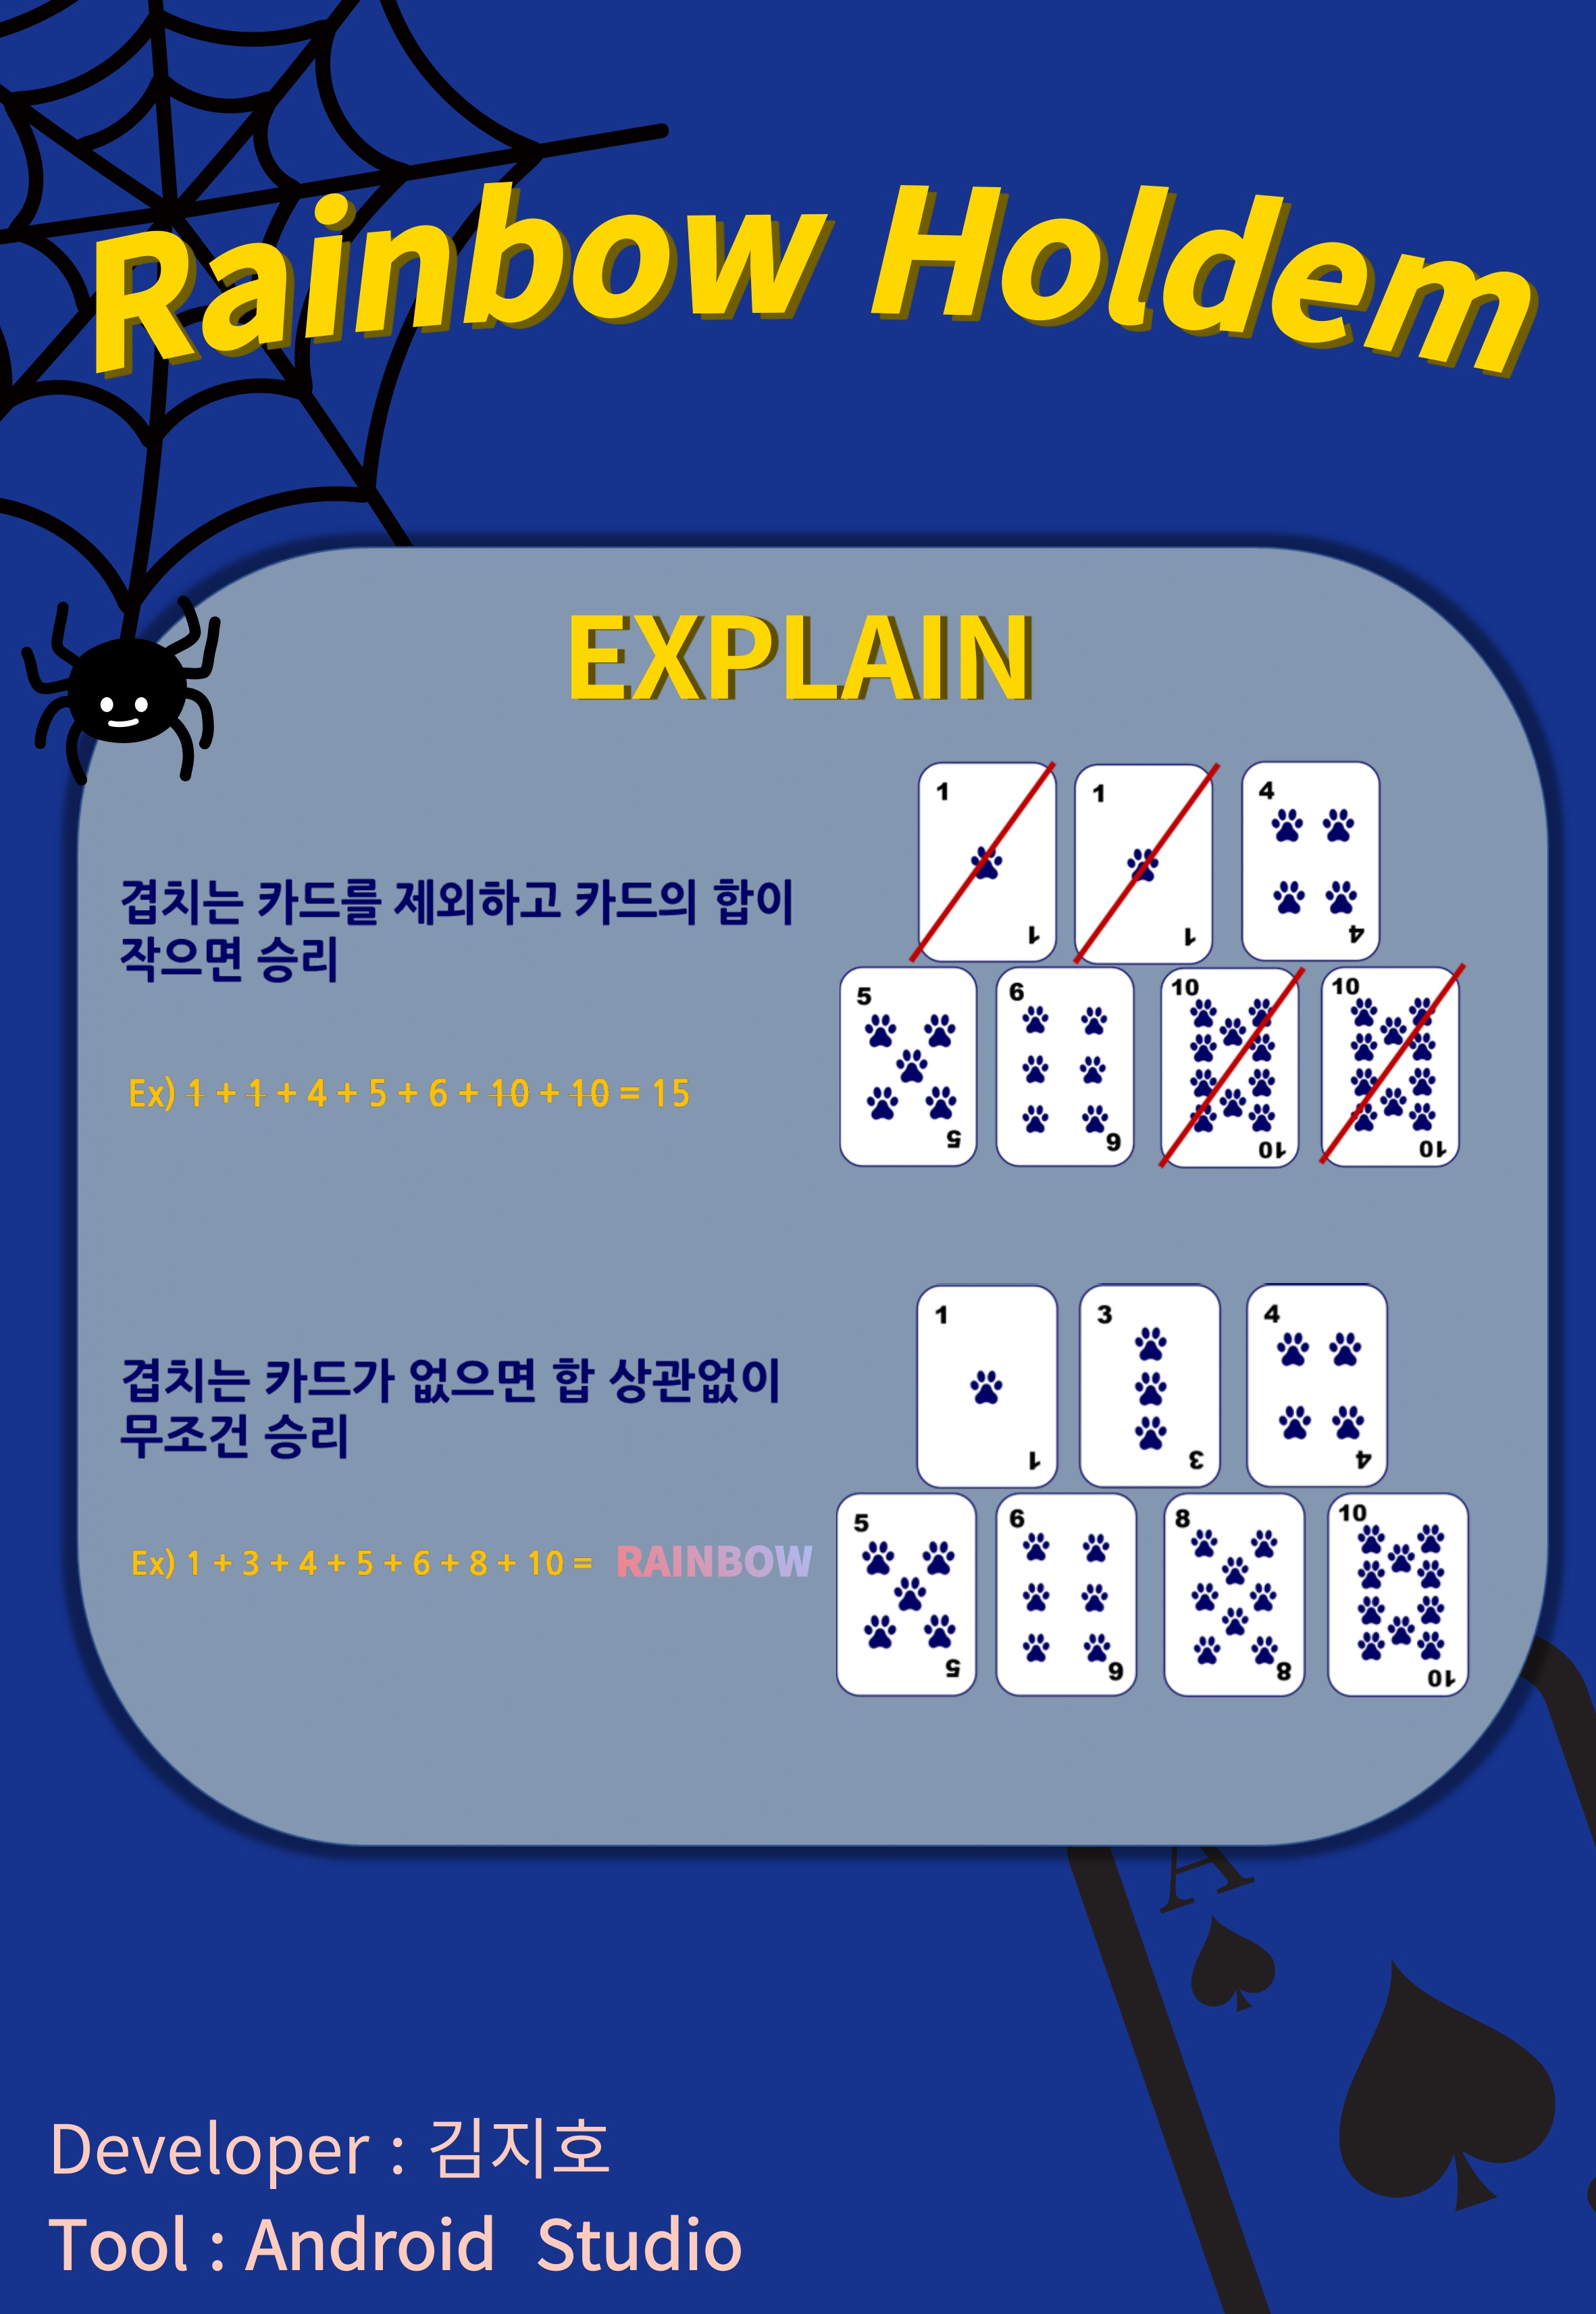 Rainbow Holdem
EXPLAIN
겹치는 카드를 제외하고 카드의 합이
작으면 승리
Ex) 1 + 1 + 4 + 5 + 6 + 10 + 10 = 15
1 1
1 1
4 4
5 5
6 6
10 10
10 10
겹치는 카드가 없으면 합 상관없이
무조건 승리
Ex) 1 + 3 + 4 + 5 + 6 + 8 + 10 = RAINBOW
1 1
3 3
4 4
5 5
6 6
8 8
10 10
A
Developer : 김지호
Tool : Android Studio